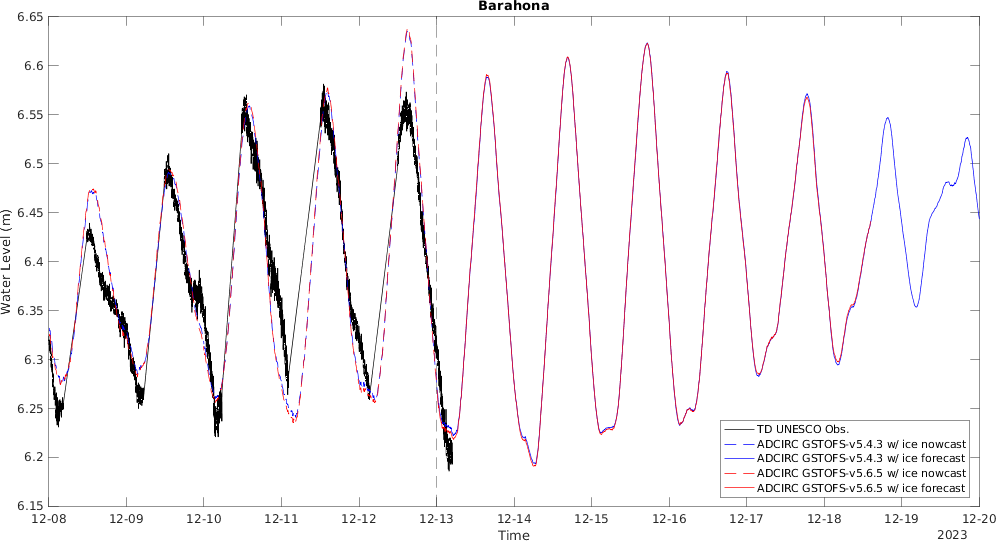 Barahona
6.65
6.6
6.55
6.5
6.45
6.4
6.35
6.3
6.25
6.2
6.15
Water Level (m)
TD UNESCO Obs.
ADCIRC GSTOFS-v5.4.3 w/ ice nowcast
ADCIRC GSTOFS-v5.4.3 w/ ice forecast
ADCIRC GSTOFS-v5.6.5 w/ ice nowcast
ADCIRC GSTOFS-v5.6.5 w/ ice forecast
12-08 12-09 12-10 12-11 12-12 12-13 12-14 12-15 12-16 12-17 12-18 12-19 12-20
Time
2023